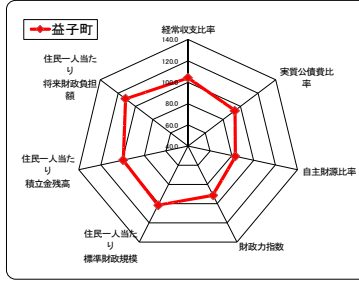 益子町
経常収支比率
140.0
120.0
100.0
80.0
60.0
40.0
実質公債費比
率
自主財源比率
財政力指数
住民一人当た
り
標準財政規模
住民一人当た
り
積立金残高
住民一人当た
り
将来財政負担
額